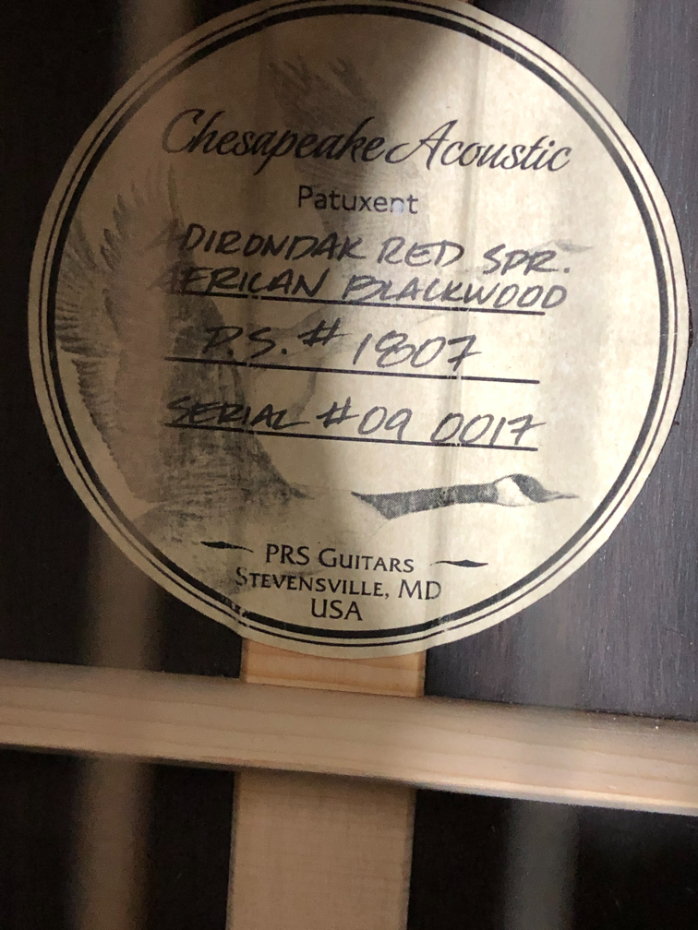 Chesapeake Acoustic
Patuxent
ADIRONDAK RED SPR.
AFRICAN BLACKWOOD
P.S. # 1807
SERIAL # 09 0017
PRS GUITARS
STEVENSVILLE, MD
USA